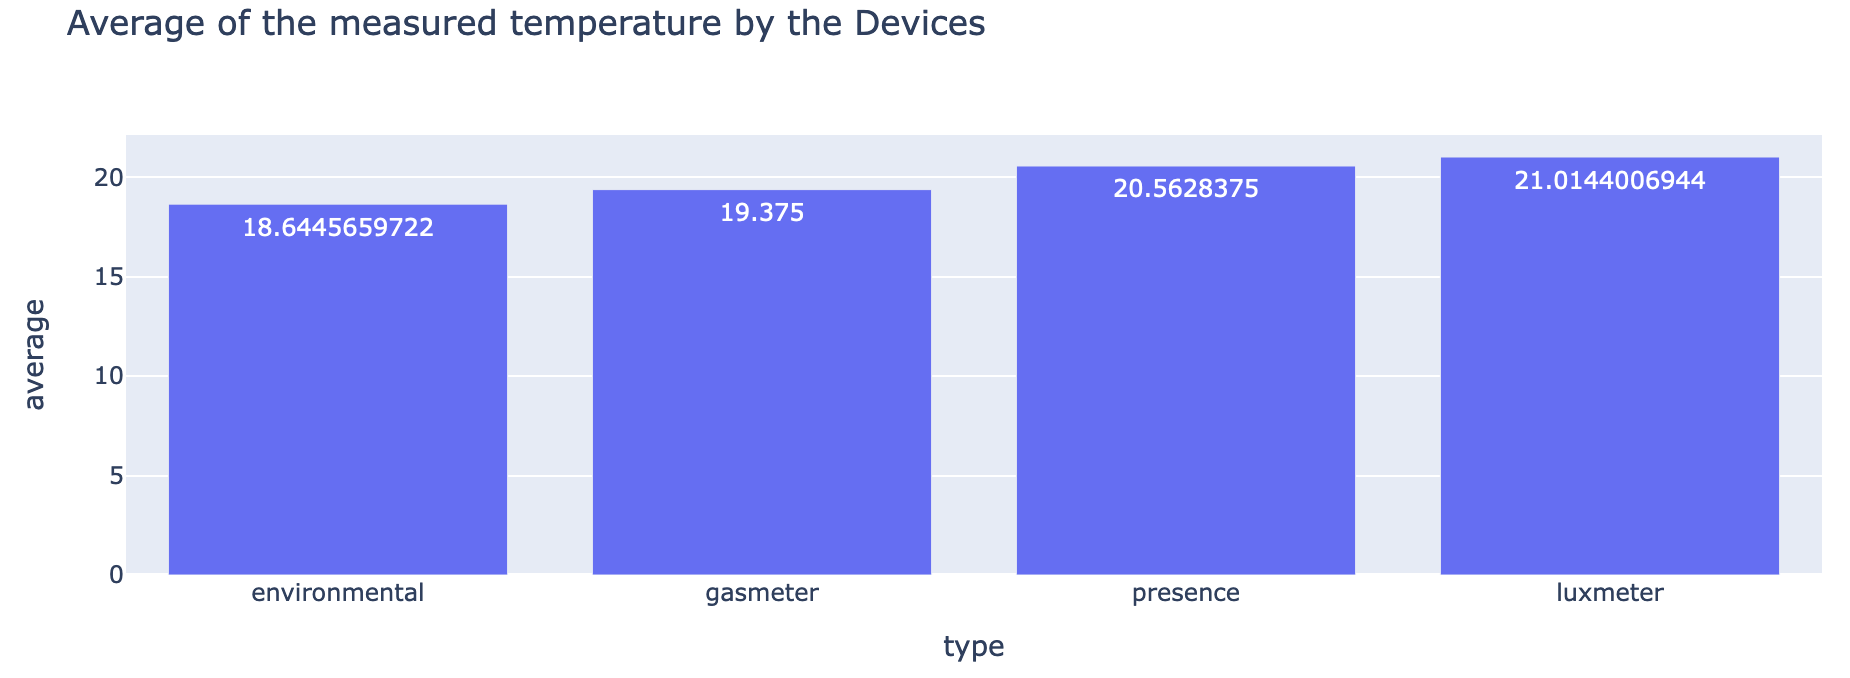 Average of the measured temperature by the Devices
20
15
10
5
0
average
18.6445659722
19.375
20.5628375
21.0144006944
environmental
gasmeter
presence
luxmeter
type